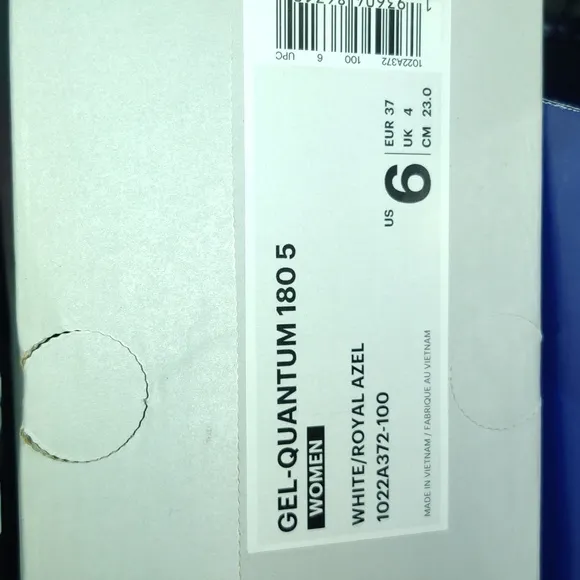 GEL-QUANTUM 180 5
WOMEN
WHITE/ROYAL AZEL
1022A372-100
MADE IN VIETNAM / FABRIQUE AU VIETNAM
US 6
EUR 37
UK 4
CM 23.0
1022A372 100 6 UPC